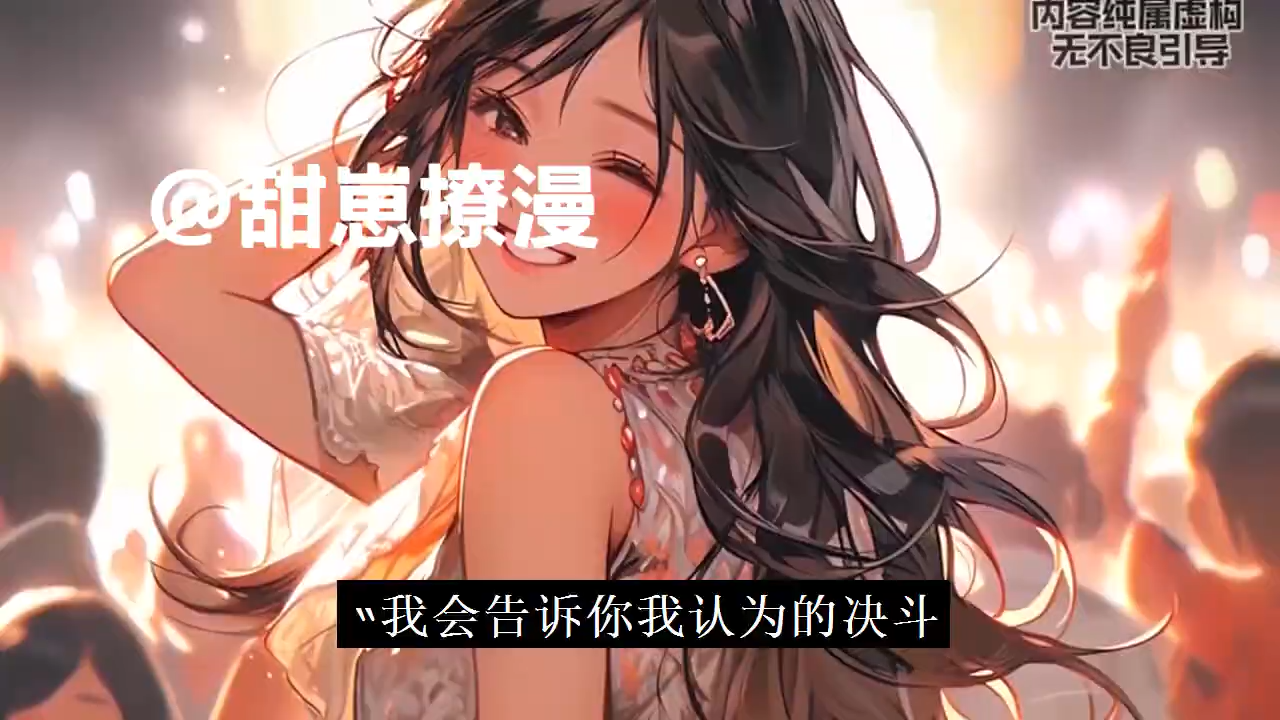 内容纯属虚构
无不良引导
@甜崽撩漫
“我会告诉你我认为的决斗